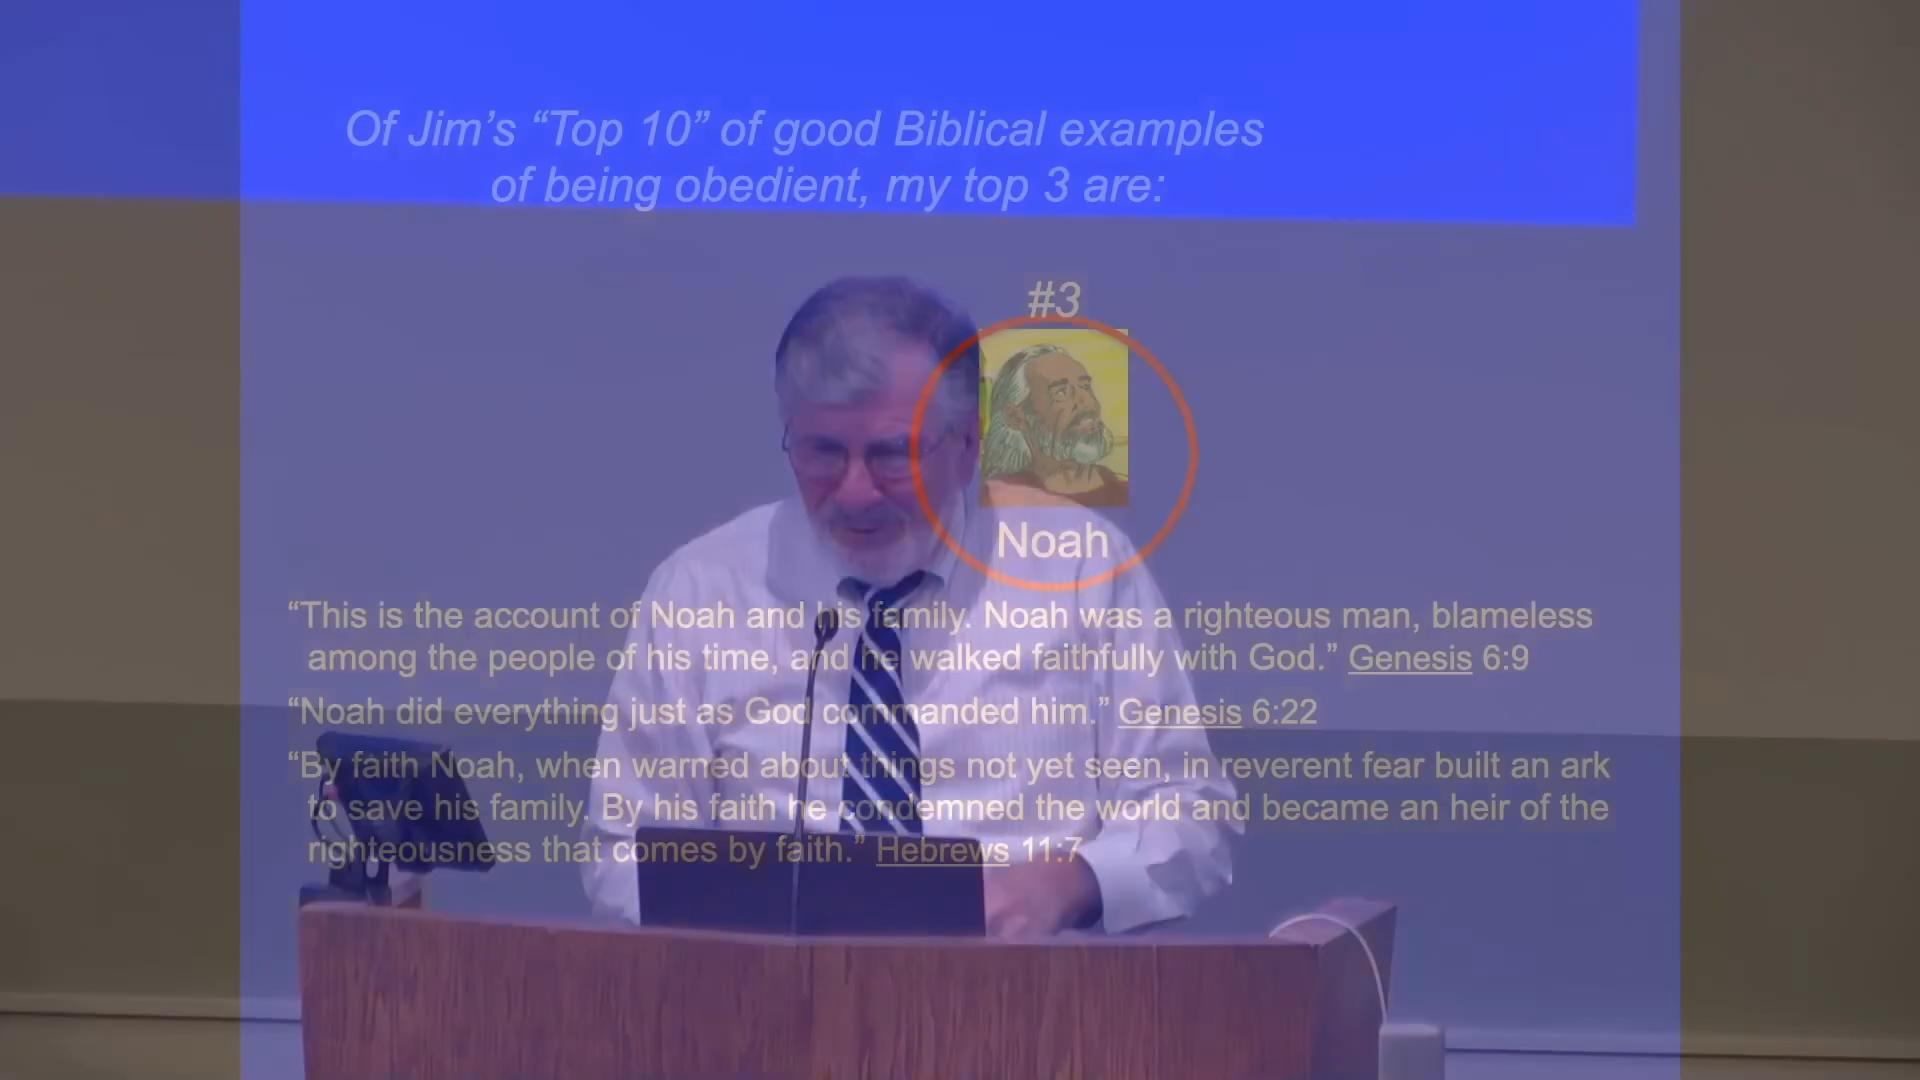 Of Jim’s “Top 10” of good Biblical examples
of being obedient, my top 3 are:
#3
Noah
“This is the account of Noah and his family. Noah was a righteous man, blameless
among the people of his time, and he walked faithfully with God.” Genesis 6:9
“Noah did everything just as God commanded him.” Genesis 6:22
“By faith Noah, when warned about things not yet seen, in reverent fear built an ark
to save his family. By his faith he condemned the world and became an heir of the
righteousness that comes by faith.” Hebrews 11:7